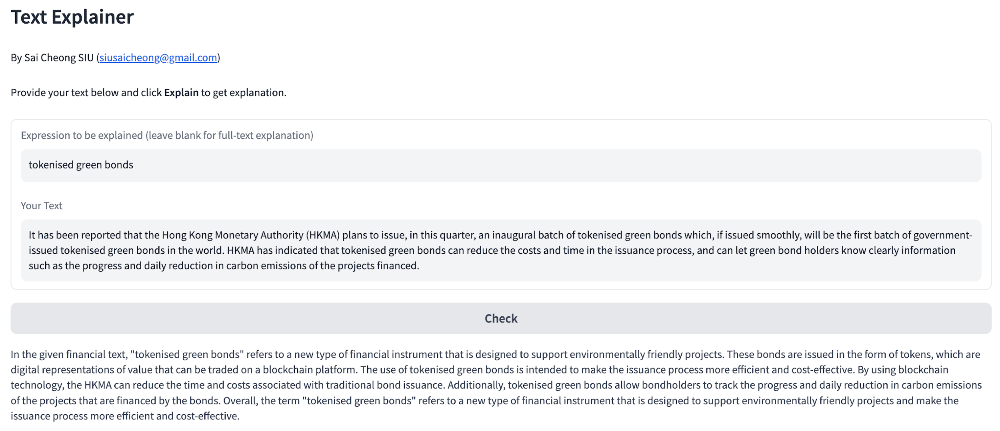 Text Explainer
By Sai Cheong SIU (siusaicheong@gmail.com)
Provide your text below and click Explain to get explanation.
Expression to be explained (leave blank for full-text explanation)
tokenised green bonds
Your Text
It has been reported that the Hong Kong Monetary Authority (HKMA) plans to issue, in this quarter, an inaugural batch of tokenised green bonds which, if issued smoothly, will be the first batch of government-
issued tokenised green bonds in the world. HKMA has indicated that tokenised green bonds can reduce the costs and time in the issuance process, and can let green bond holders know clearly information
such as the progress and daily reduction in carbon emissions of the projects financed.
Check
In the given financial text, "tokenised green bonds" refers to a new type of financial instrument that is designed to support environmentally friendly projects. These bonds are issued in the form of tokens, which are
digital representations of value that can be traded on a blockchain platform. The use of tokenised green bonds is intended to make the issuance process more efficient and cost-effective. By using blockchain
technology, the HKMA can reduce the time and costs associated with traditional bond issuance. Additionally, tokenised green bonds allow bondholders to track the progress and daily reduction in carbon emissions
of the projects that are financed by the bonds. Overall, the term "tokenised green bonds" refers to a new type of financial instrument that is designed to support environmentally friendly projects and make the
issuance process more efficient and cost-effective.